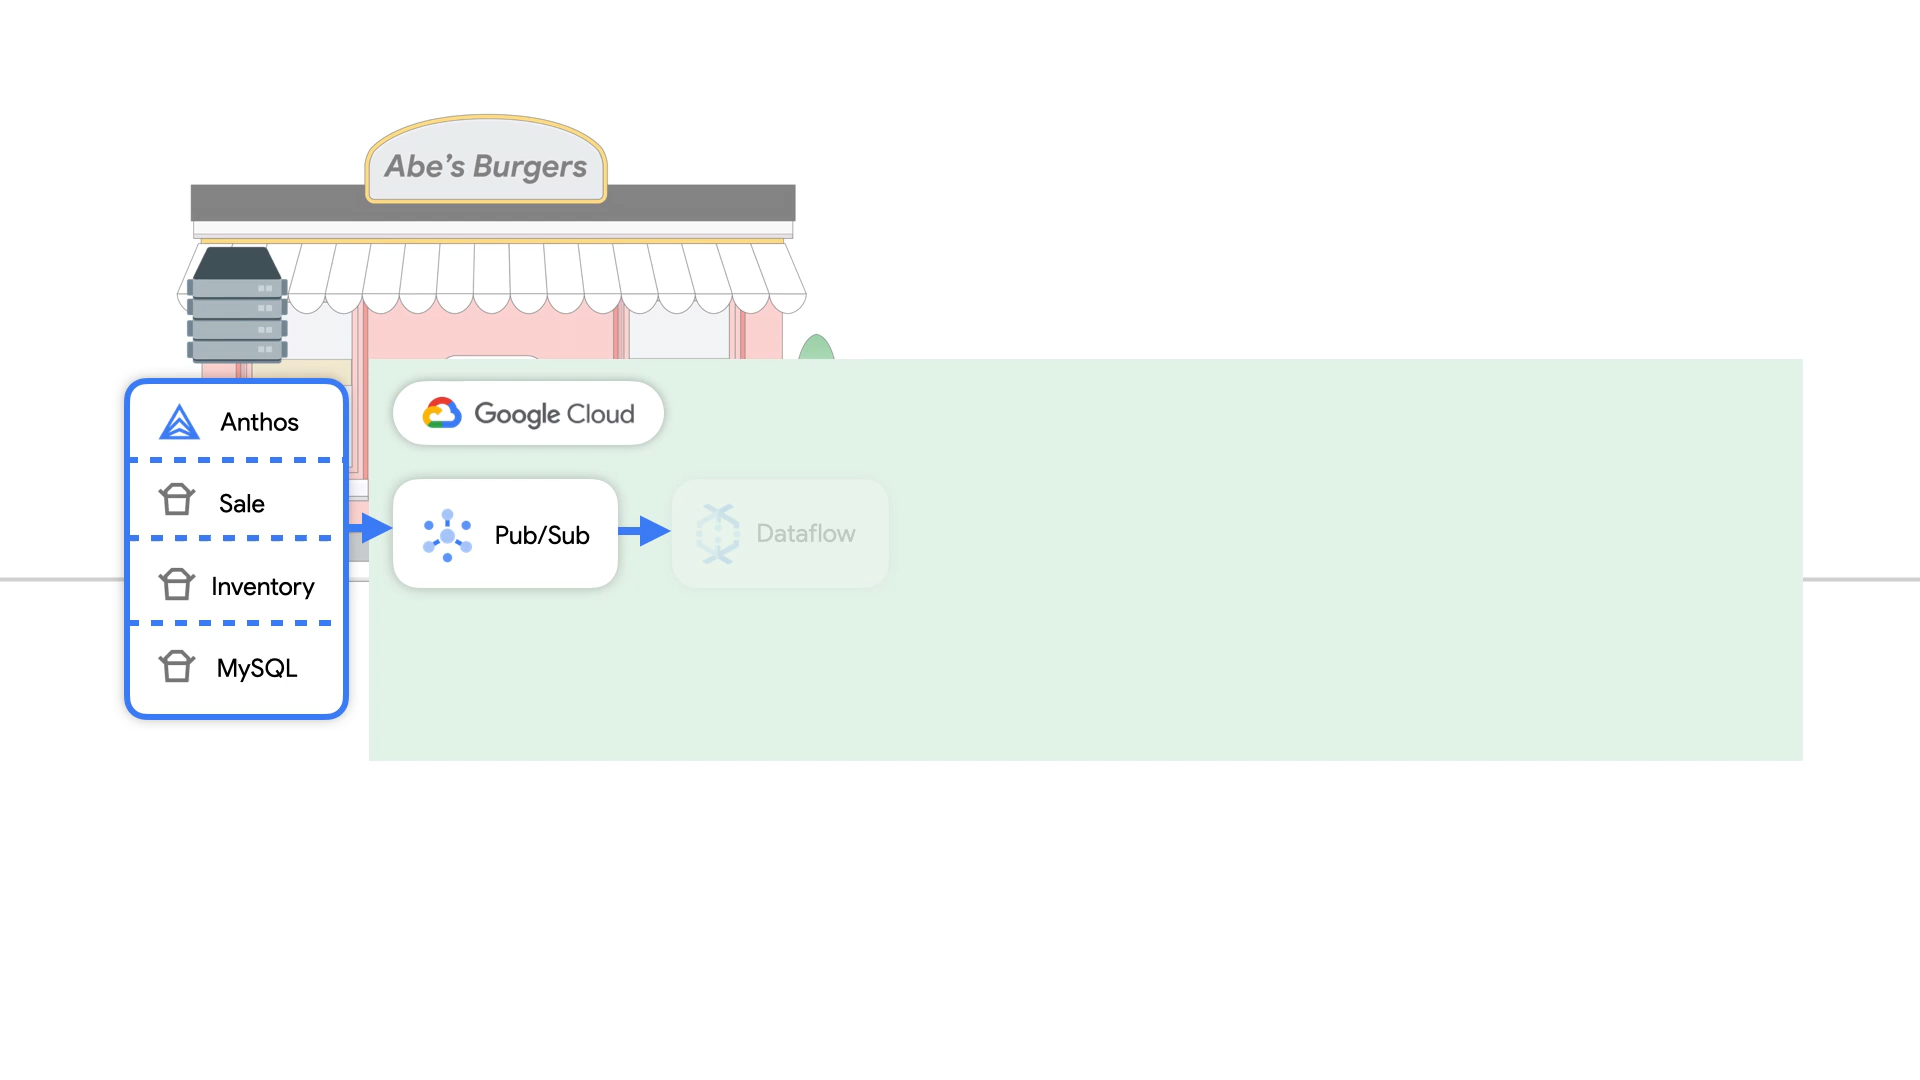 Abe's Burgers
Anthos
Sale
Inventory
MySQL
Google Cloud
Pub/Sub
Dataflow